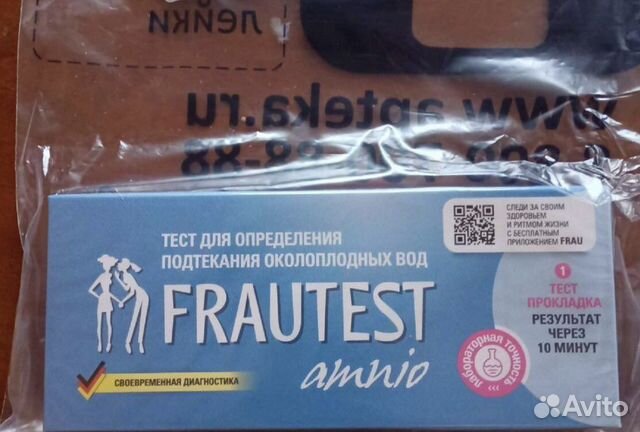 лейки
www.apteka.ru
ТЕСТ ДЛЯ ОПРЕДЕЛЕНИЯ
ПОДТЕКАНИЯ ОКОЛОПЛОДНЫХ ВОД
FRAUTEST
amnio
СВОЕВРЕМЕННАЯ ДИАГНОСТИКА
СЛЕДИ ЗА СВОИМ
ЗДОРОВЬЕМ
И РИТМОМ ЖИЗНИ
С БЕСПЛАТНЫМ
ПРИЛОЖЕНИЕМ FRAU
1
ТЕСТ
ПРОКЛАДКА
РЕЗУЛЬТАТ
ЧЕРЕЗ
10 МИНУТ
лабораторная точность
Avito